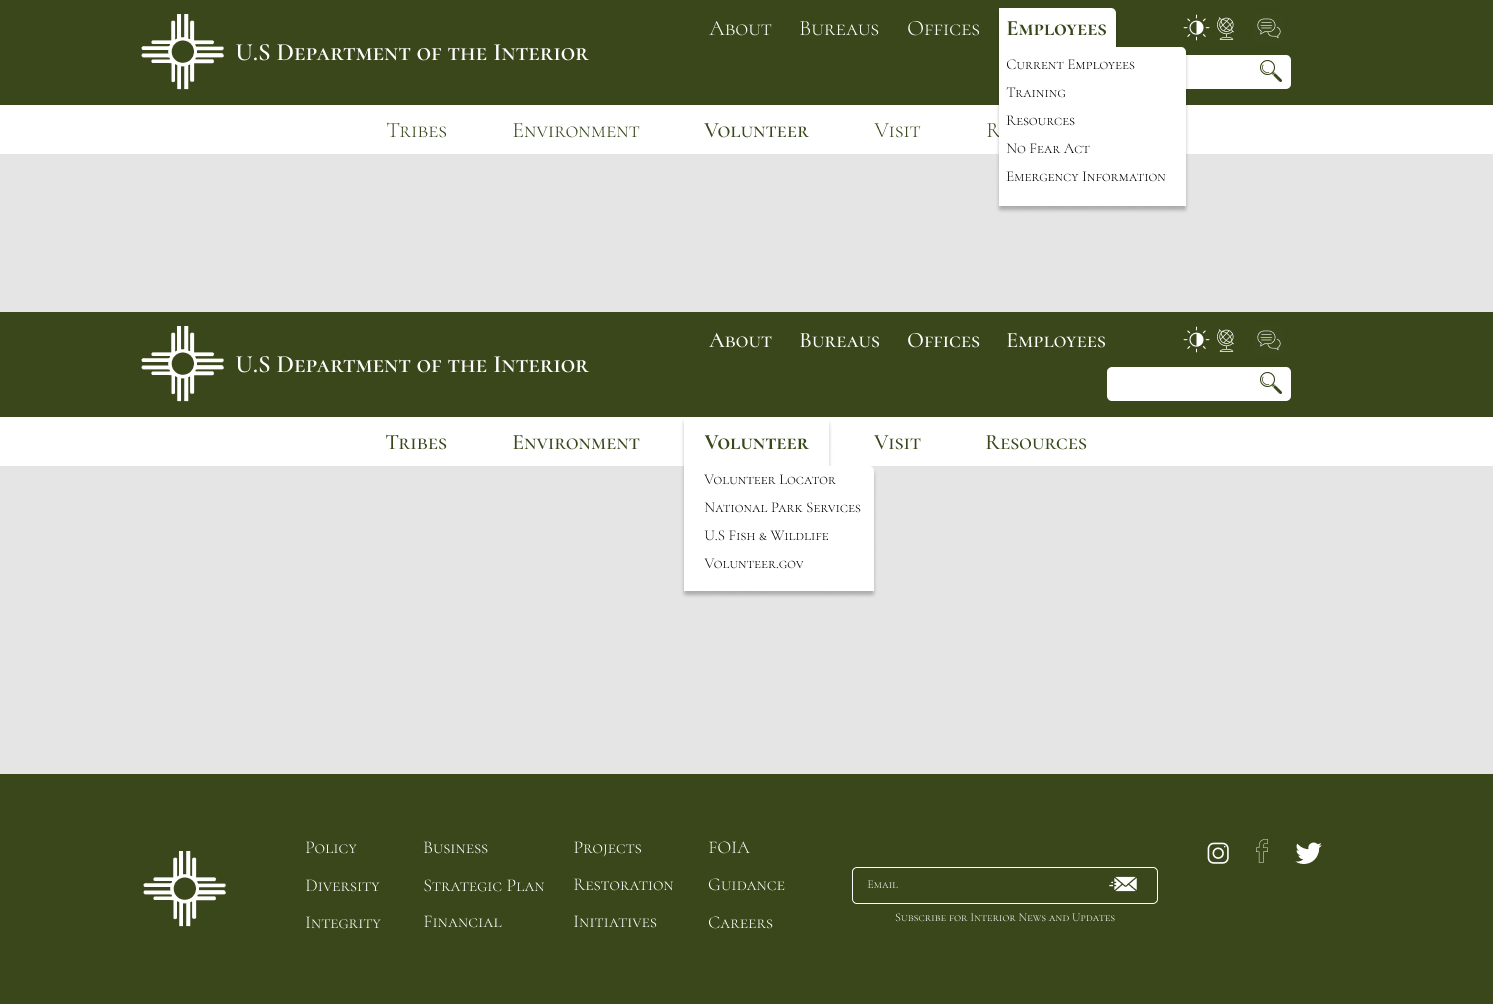 About Bureaus Offices Employees
U.S Department of the Interior
Current Employees
Training
Resources
No Fear Act
Emergency Information
Tribes Environment Volunteer Visit R
About Bureaus Offices Employees
U.S Department of the Interior
Tribes Environment Volunteer Visit Resources
Volunteer Locator
National Park Services
U.S Fish & Wildlife
Volunteer.gov
Policy Business Projects FOIA
Diversity Strategic Plan Restoration Guidance
Integrity Financial Initiatives Careers
Email
Subscribe for Interior News and Updates